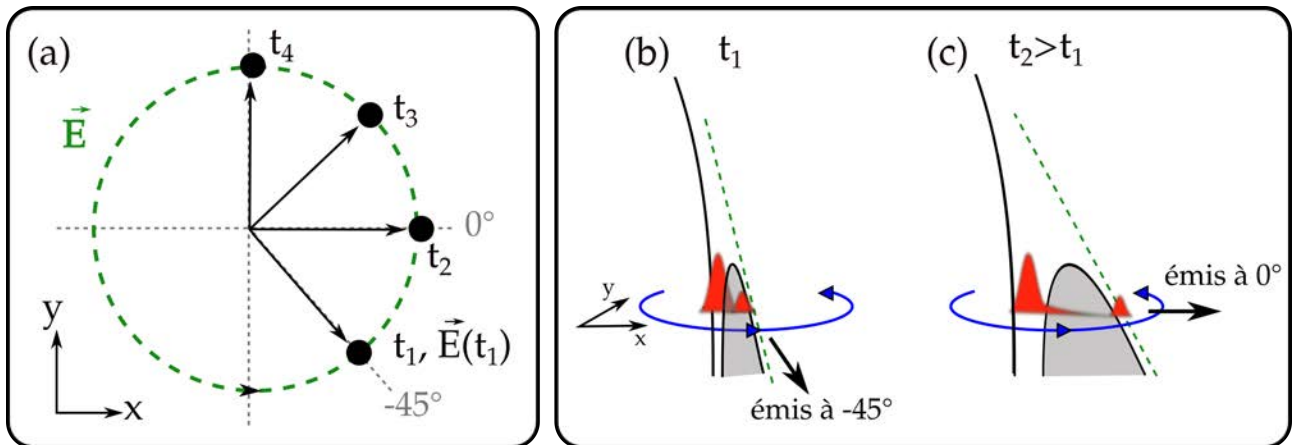 (a)
t4
t3
E
0°
t2
y
t1, E(t1)
x
-45°
(b) t1
(c) t2>t1
y
x
émis à -45°
émis à 0°